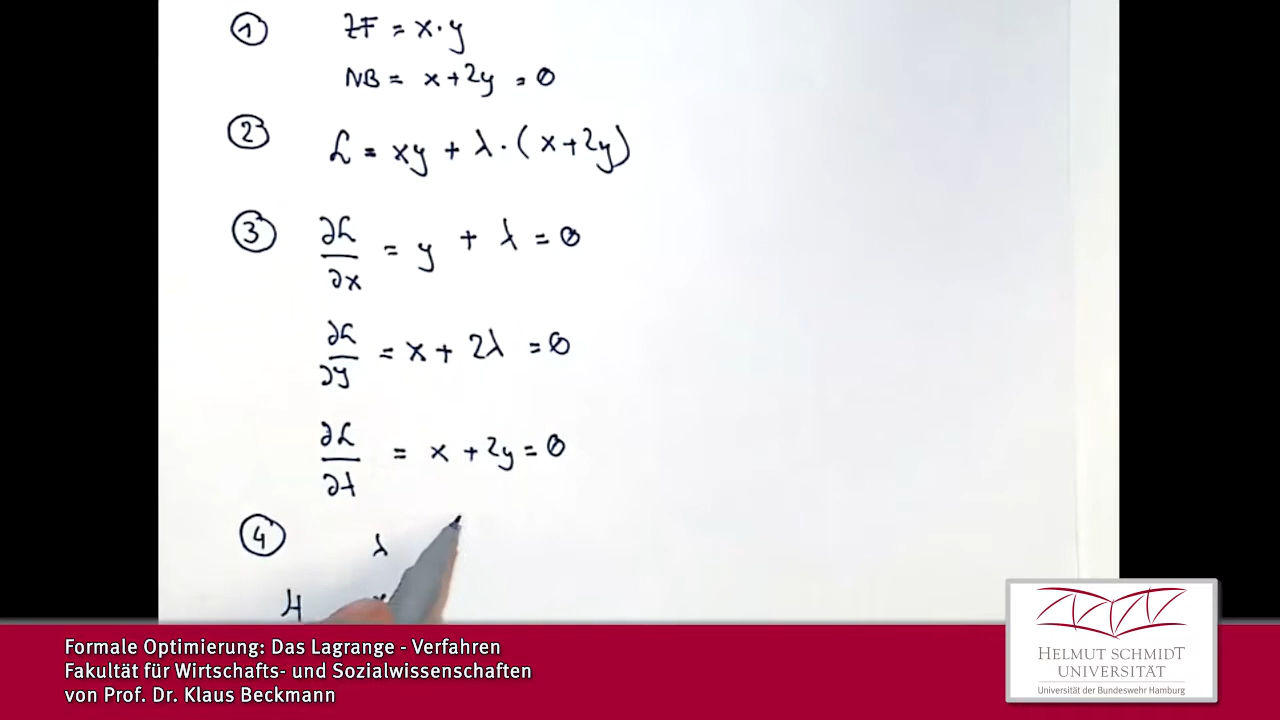 ① ZF = x · y
NB = x + 2y = 0
② L = xy + λ · (x + 2y)
③ ∂L/∂x = y + λ = 0
∂L/∂y = x + 2λ = 0
∂L/∂λ = x + 2y = 0
④ λ
H x
Formale Optimierung: Das Lagrange - Verfahren
Fakultät für Wirtschafts- und Sozialwissenschaften
von Prof. Dr. Klaus Beckmann
HELMUT SCHMIDT
UNIVERSITÄT
Universität der Bundeswehr Hamburg